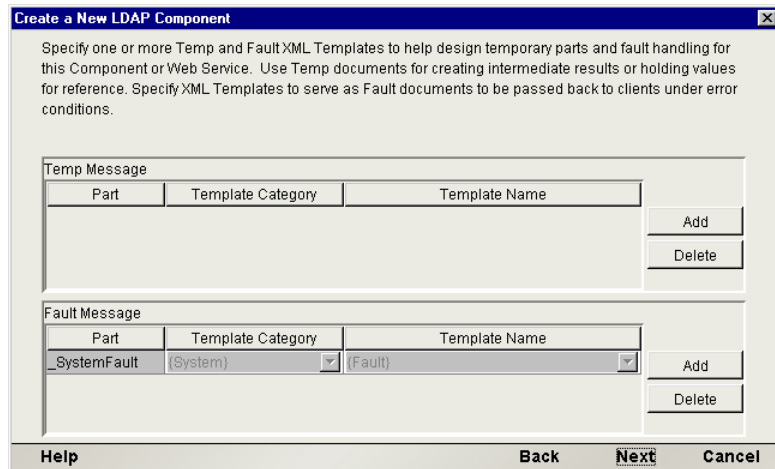 Create a New LDAP Component
Specify one or more Temp and Fault XML Templates to help design temporary parts and fault handling for
this Component or Web Service. Use Temp documents for creating intermediate results or holding values
for reference. Specify XML Templates to serve as Fault documents to be passed back to clients under error
conditions.
Temp Message
Part Template Category Template Name
Add
Delete
Fault Message
Part Template Category Template Name
_SystemFault {System} {Fault}
Add
Delete
Help Back Next Cancel